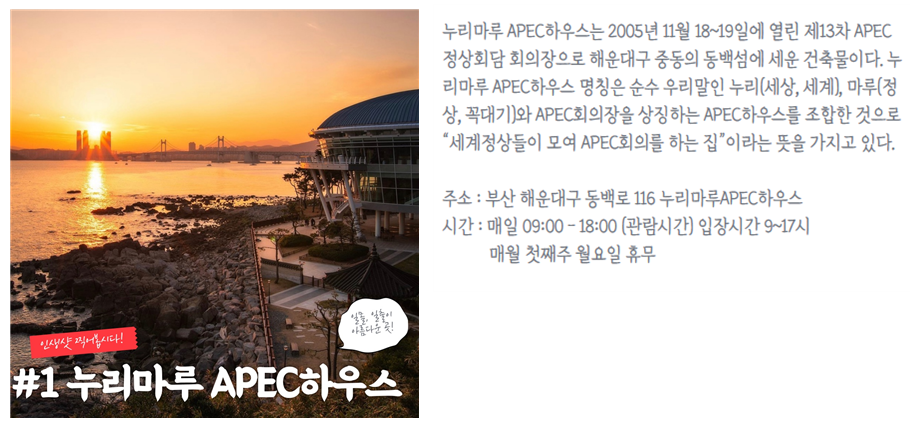 일몰, 일출이
아름다운 곳!
인생샷 찍어봅시다!
#1 누리마루 APEC하우스
누리마루 APEC하우스는 2005년 11월 18~19일에 열린 제13차 APEC
정상회담 회의장으로 해운대구 중동의 동백섬에 세운 건축물이다. 누
리마루 APEC하우스 명칭은 순수 우리말인 누리(세상, 세계), 마루(정
상, 꼭대기)와 APEC회의장을 상징하는 APEC하우스를 조합한 것으로
“세계정상들이 모여 APEC회의를 하는 집”이라는 뜻을 가지고 있다.
주소 : 부산 해운대구 동백로 116 누리마루APEC하우스
시간 : 매일 09:00 - 18:00 (관람시간) 입장시간 9~17시
매월 첫째주 월요일 휴무